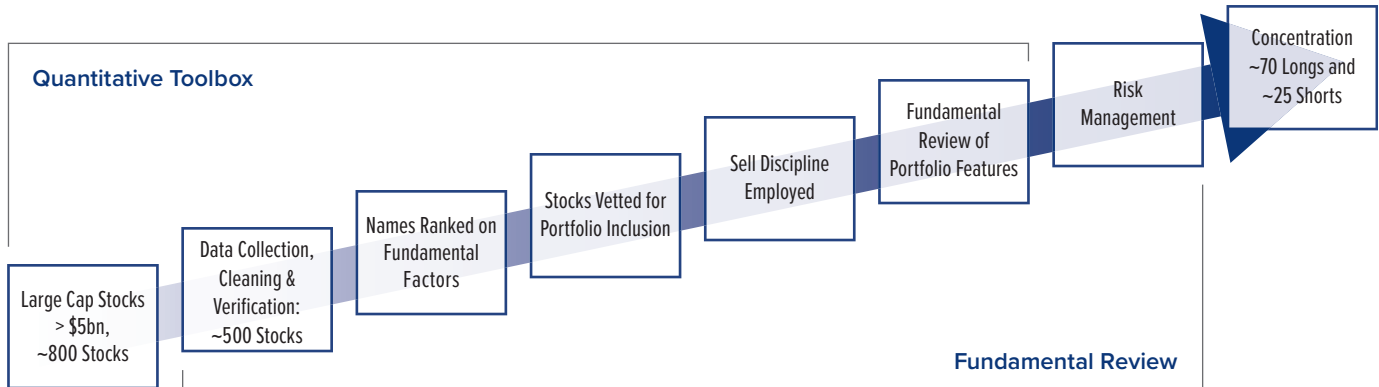 Quantitative Toolbox
Large Cap Stocks
> $5bn,
~800 Stocks
Data Collection,
Cleaning &
Verification:
~500 Stocks
Names Ranked on
Fundamental
Factors
Stocks Vetted for
Portfolio Inclusion
Sell Discipline
Employed
Fundamental
Review of
Portfolio Features
Risk
Management
Concentration
~70 Longs and
~25 Shorts
Fundamental Review